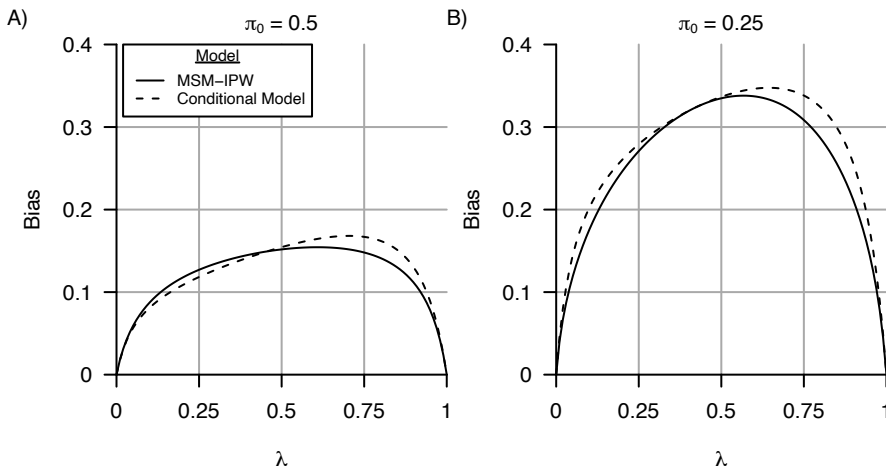 A)
π0 = 0.5
Bias
0.4
0.3
0.2
0.1
0
Model
MSM−IPW
Conditional Model
0 0.25 0.5 0.75 1
λ
B)
π0 = 0.25
Bias
0.4
0.3
0.2
0.1
0
0 0.25 0.5 0.75 1
λ